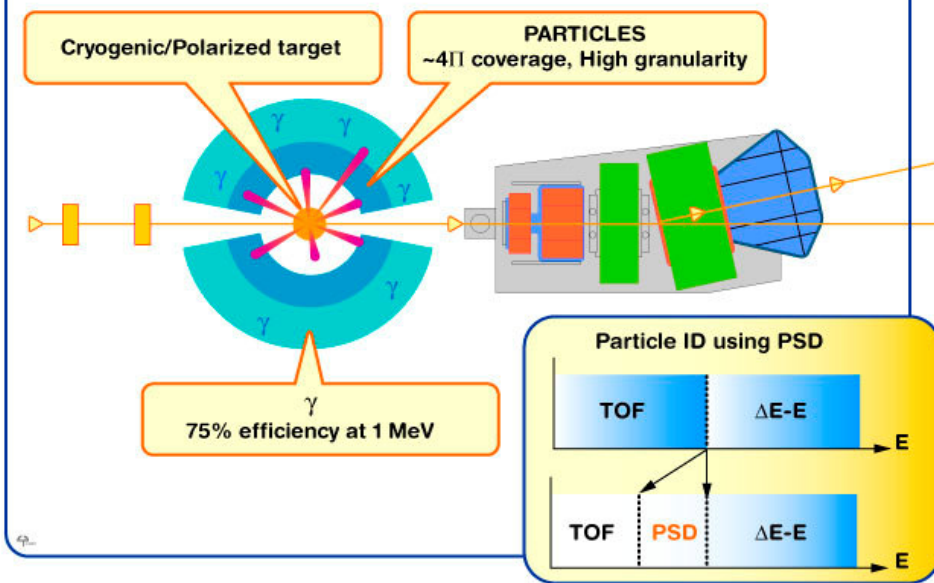 Cryogenic/Polarized target
PARTICLES
~4Π coverage, High granularity
γ
γ
γ
γ
γ
γ
γ
γ
75% efficiency at 1 MeV
Particle ID using PSD
TOF
ΔE-E
E
TOF
PSD
ΔE-E
E